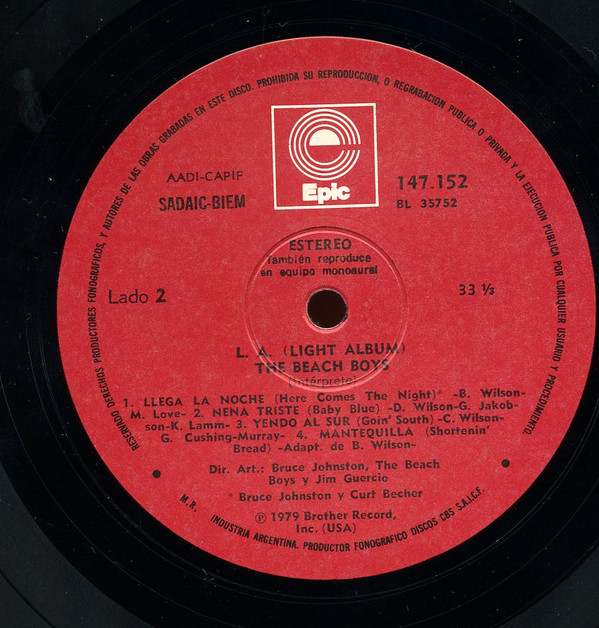 RESERVADO DERECHOS PRODUCTORES FONOGRAFICOS, Y AUTORES DE LAS OBRAS GRABADAS EN ESTE DISCO. PROHIBIDA SU REPRODUCCION, O REGRABACION PUBLICA O PRIVADA Y LA EJECUCION PUBLICA POR CUALQUIER USUARIO Y PROCEDIMIENTO.
Epic
AADI-CAPIF
SADAIC-BIEM
147.152
BL 35752
ESTEREO
También reproduce
en equipo monoaural
Lado 2
33 ⅓
L. A. (LIGHT ALBUM)
THE BEACH BOYS
(Intérprete)
1. LLEGA LA NOCHE (Here Comes The Night)* -B. Wilson-
M. Love- 2. NENA TRISTE (Baby Blue) -D. Wilson-G. Jakob-
son-K. Lamm- 3. YENDO AL SUR (Goin' South) -C. Wilson-
G. Cushing-Murray- 4. MANTEQUILLA (Shortenin'
Bread) -Adapt. de B. Wilson-
Dir. Art.: Bruce Johnston, The Beach
Boys y Jim Guercio
* Bruce Johnston y Curt Becher
℗ 1979 Brother Record,
Inc. (USA)
M.R. INDUSTRIA ARGENTINA. PRODUCTOR FONOGRAFICO DISCOS CBS S.A.I.C.F.